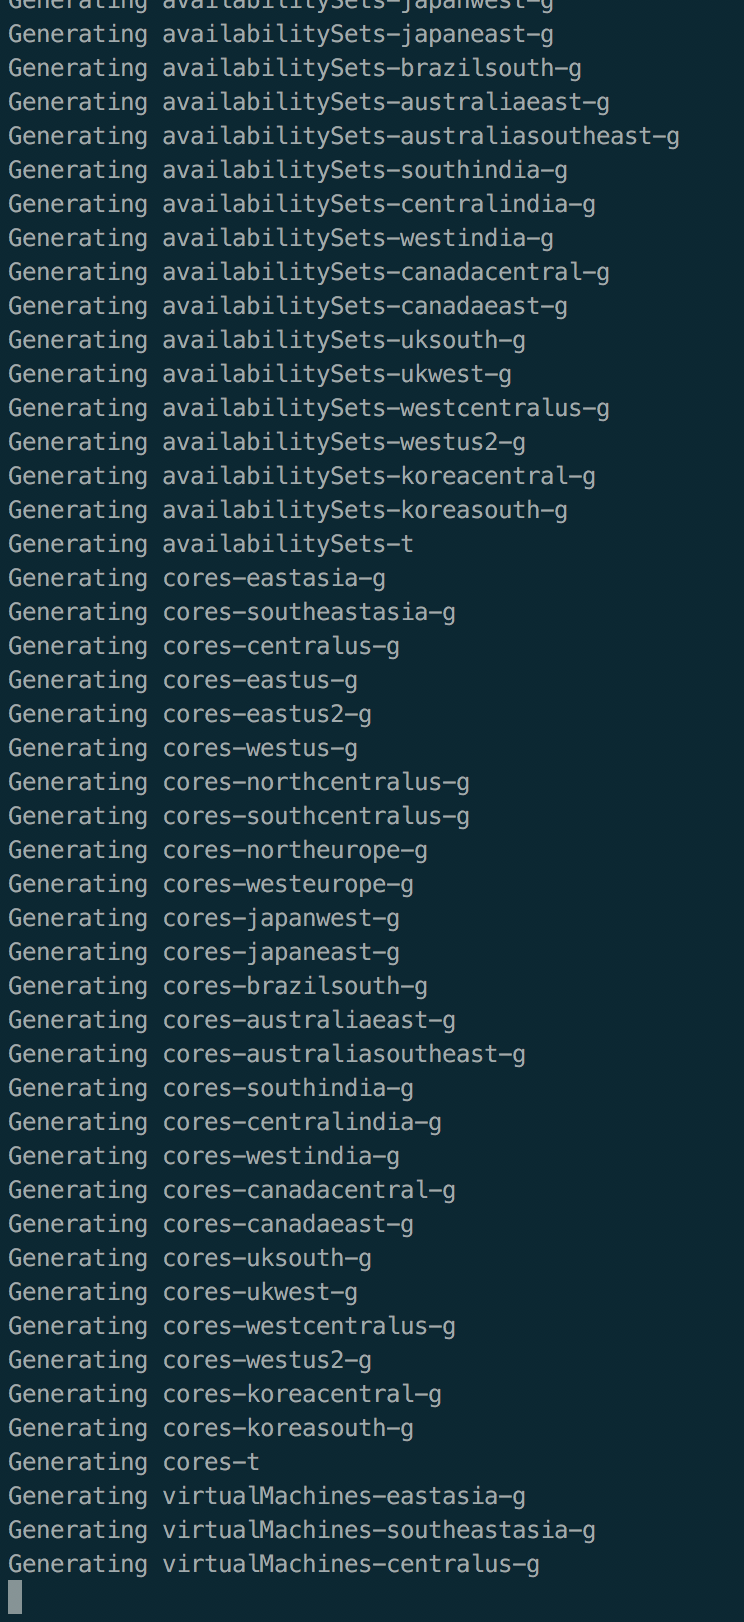 Generating availabilitySets-japanwest-g
Generating availabilitySets-japaneast-g
Generating availabilitySets-brazilsouth-g
Generating availabilitySets-australiaeast-g
Generating availabilitySets-australiasoutheast-g
Generating availabilitySets-southindia-g
Generating availabilitySets-centralindia-g
Generating availabilitySets-westindia-g
Generating availabilitySets-canadacentral-g
Generating availabilitySets-canadaeast-g
Generating availabilitySets-uksouth-g
Generating availabilitySets-ukwest-g
Generating availabilitySets-westcentralus-g
Generating availabilitySets-westus2-g
Generating availabilitySets-koreacentral-g
Generating availabilitySets-koreasouth-g
Generating availabilitySets-t
Generating cores-eastasia-g
Generating cores-southeastasia-g
Generating cores-centralus-g
Generating cores-eastus-g
Generating cores-eastus2-g
Generating cores-westus-g
Generating cores-northcentralus-g
Generating cores-southcentralus-g
Generating cores-northeurope-g
Generating cores-westeurope-g
Generating cores-japanwest-g
Generating cores-japaneast-g
Generating cores-brazilsouth-g
Generating cores-australiaeast-g
Generating cores-australiasoutheast-g
Generating cores-southindia-g
Generating cores-centralindia-g
Generating cores-westindia-g
Generating cores-canadacentral-g
Generating cores-canadaeast-g
Generating cores-uksouth-g
Generating cores-ukwest-g
Generating cores-westcentralus-g
Generating cores-westus2-g
Generating cores-koreacentral-g
Generating cores-koreasouth-g
Generating cores-t
Generating virtualMachines-eastasia-g
Generating virtualMachines-southeastasia-g
Generating virtualMachines-centralus-g